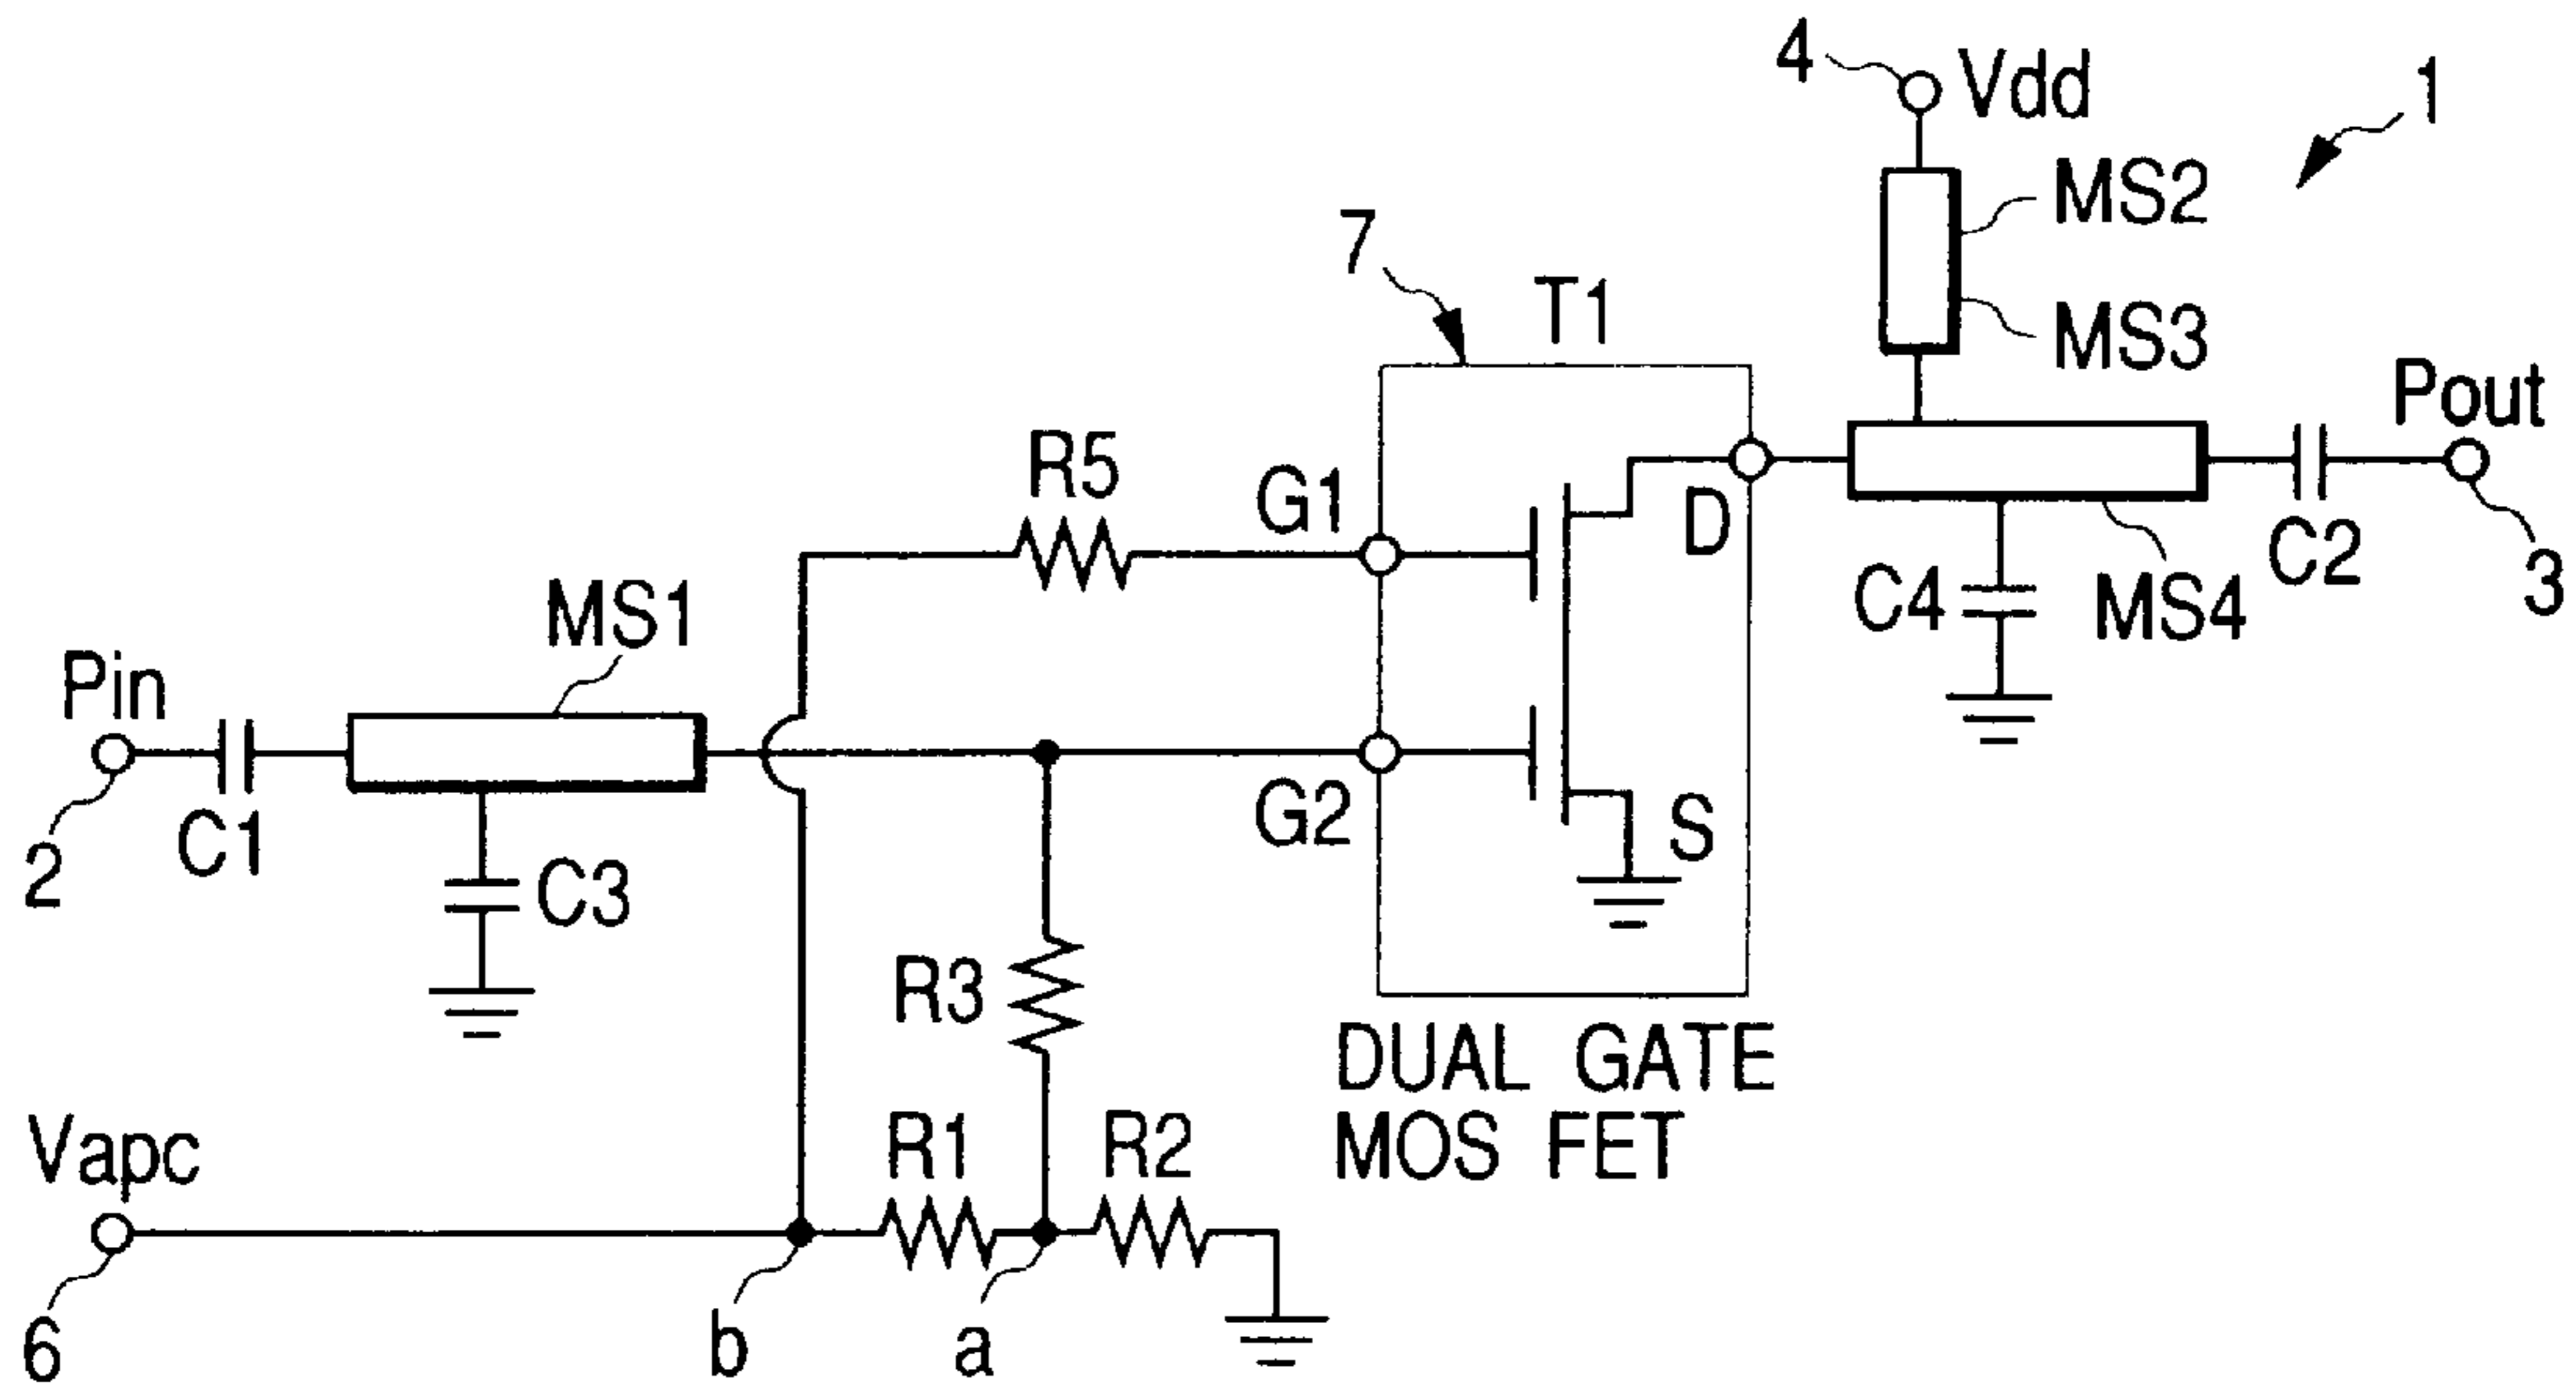 4
Vdd
1
MS2
7
T1
MS3
Pout
R5
G1
D
C2
3
MS1
C4
MS4
Pin
2
C1
C3
G2
S
R3
DUAL GATE
MOS FET
Vapc
R1
R2
6
b
a